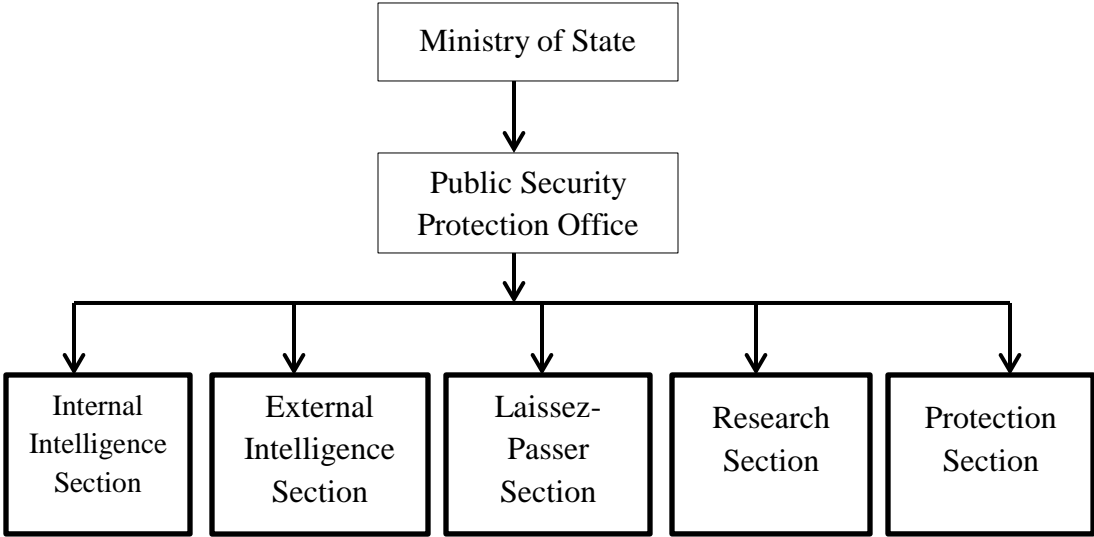 Ministry of State
Public Security
Protection Office
Internal
Intelligence
Section
External
Intelligence
Section
Laissez-
Passer
Section
Research
Section
Protection
Section